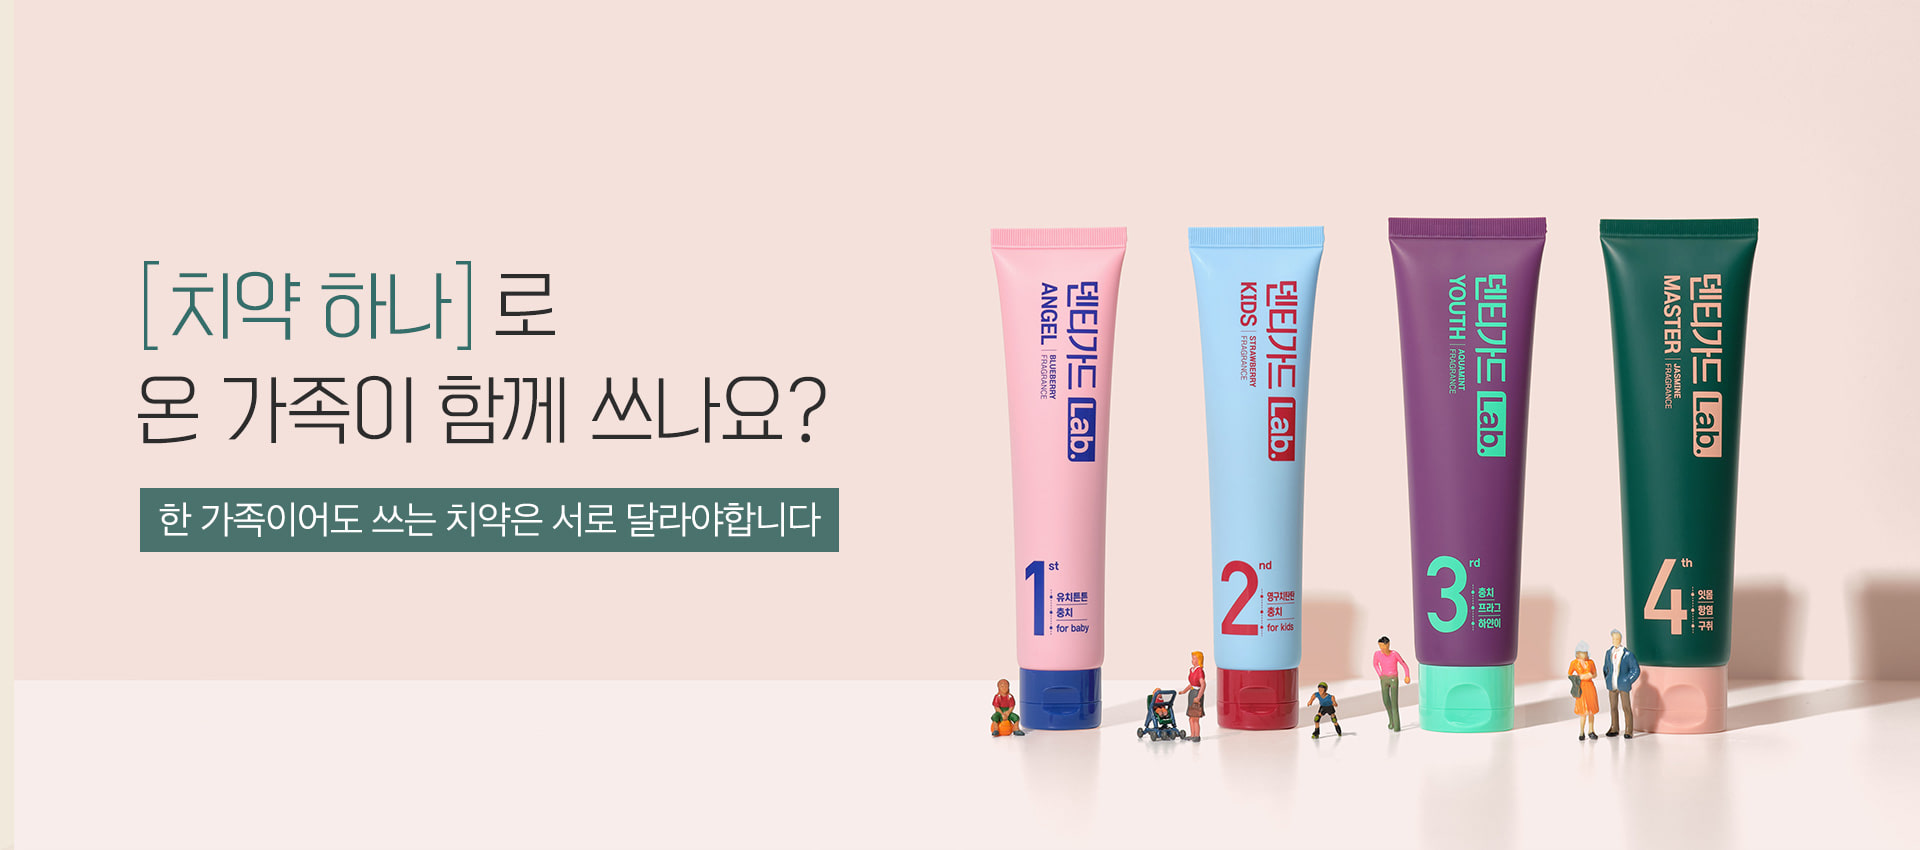 [치약 하나]로
온 가족이 함께 쓰나요?
한 가족이어도 쓰는 치약은 서로 달라야합니다
덴티가드 Lab.
ANGEL BLUEBERRY
FRAGRANCE
1st
유치튼튼
충치
for baby
덴티가드 Lab.
KIDS STRAWBERRY
FRAGRANCE
2nd
영구치탄탄
충치
for kids
덴티가드 Lab.
YOUTH AQUAMINT
FRAGRANCE
3rd
충치
프라그
하얀이
덴티가드 Lab.
MASTER JASMINE
FRAGRANCE
4th
잇몸
항염
구취